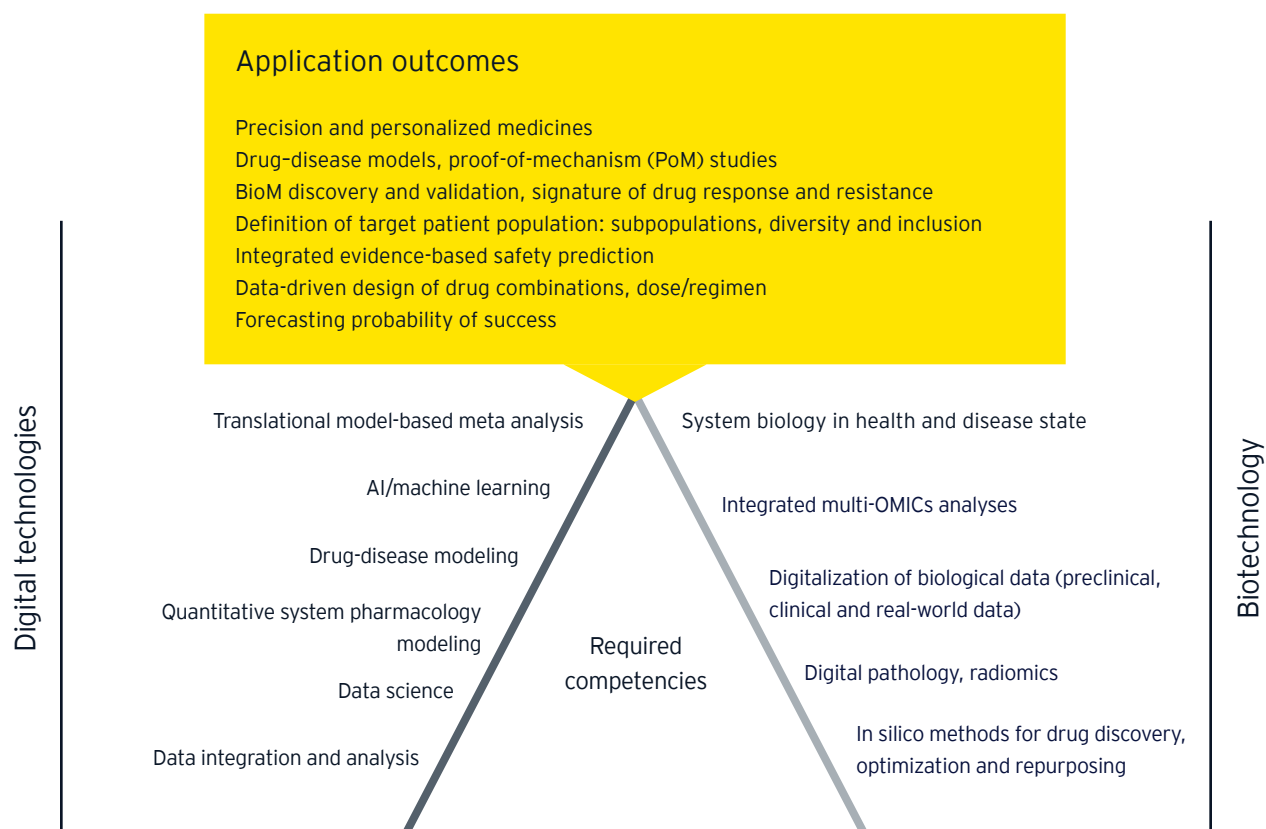 Application outcomes
Precision and personalized medicines
Drug–disease models, proof-of-mechanism (PoM) studies
BioM discovery and validation, signature of drug response and resistance
Definition of target patient population: subpopulations, diversity and inclusion
Integrated evidence-based safety prediction
Data-driven design of drug combinations, dose/regimen
Forecasting probability of success
Digital technologies
Translational model-based meta analysis
AI/machine learning
Drug-disease modeling
Quantitative system pharmacology
modeling
Data science
Data integration and analysis
Required
competencies
System biology in health and disease state
Integrated multi-OMICs analyses
Digitalization of biological data (preclinical,
clinical and real-world data)
Digital pathology, radiomics
In silico methods for drug discovery,
optimization and repurposing
Biotechnology